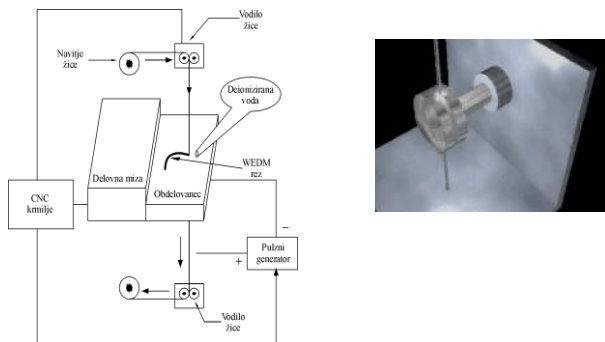 Vodilo
žice
Navitje
žice
Deionizirana
voda
WEDM
rez
Delovna miza
Obdelovanec
CNC
krmilje
−
+
Pulzni
generator
Vodilo
žice